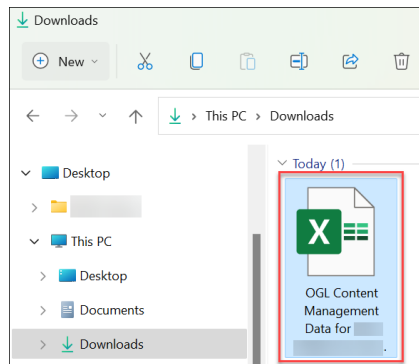 Downloads
New
This PC > Downloads
Desktop
Today (1)
This PC
Desktop
Documents
Downloads
X
OGL Content
Management
Data for
.